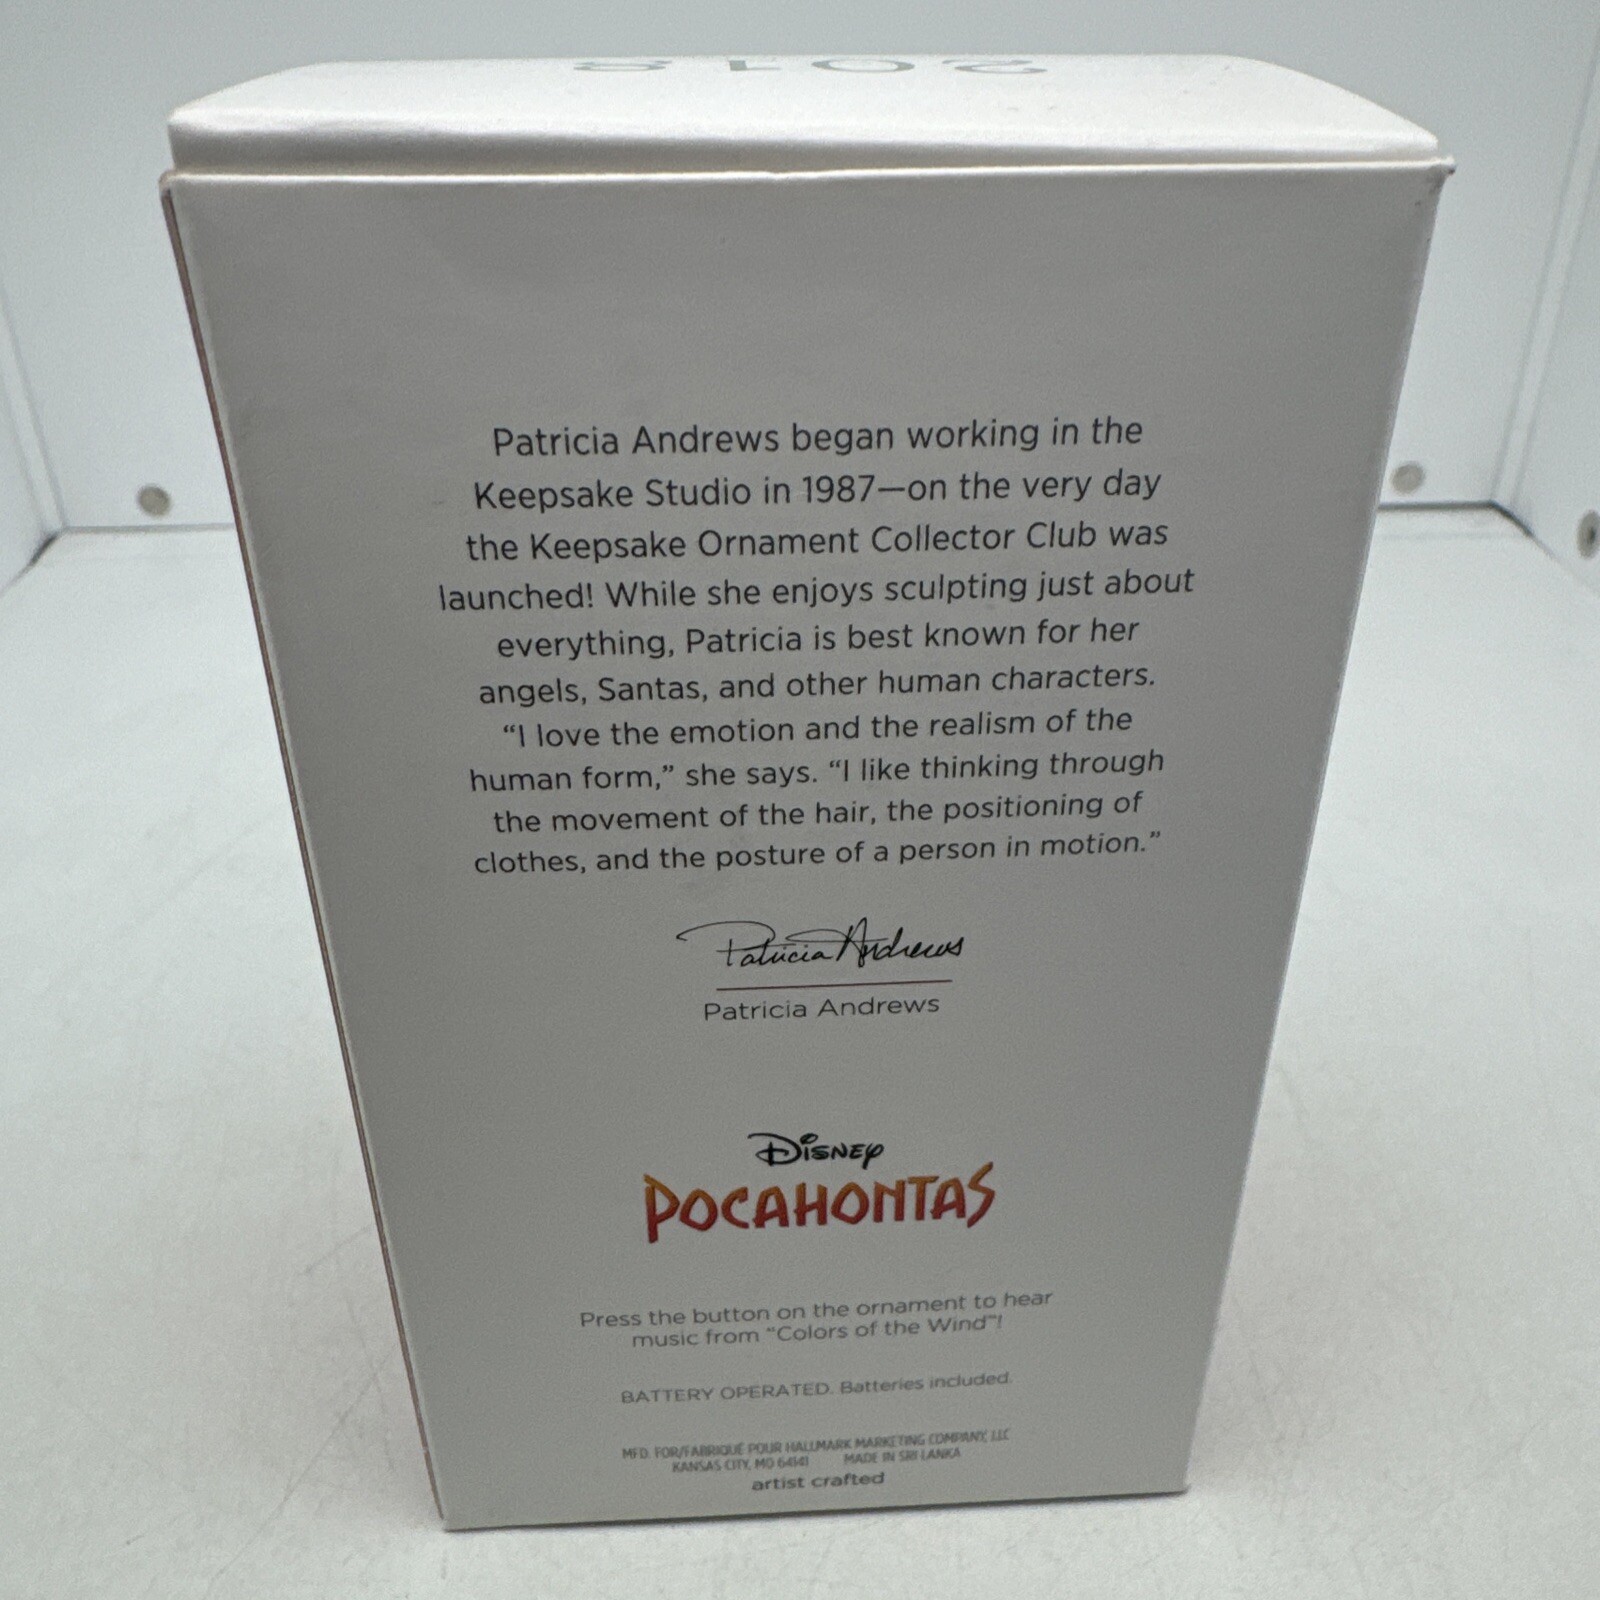 2018
Patricia Andrews began working in the
Keepsake Studio in 1987—on the very day
the Keepsake Ornament Collector Club was
launched! While she enjoys sculpting just about
everything, Patricia is best known for her
angels, Santas, and other human characters.
“I love the emotion and the realism of the
human form,” she says. “I like thinking through
the movement of the hair, the positioning of
clothes, and the posture of a person in motion.”
Patricia Andrews
Patricia Andrews
Disney
POCAHONTAS
Press the button on the ornament to hear
music from “Colors of the Wind”!
BATTERY OPERATED. Batteries included.
MFD. FOR/FABRIQUÉ POUR HALLMARK MARKETING COMPANY, LLC
KANSAS CITY, MO 64141 MADE IN SRI LANKA
artist crafted